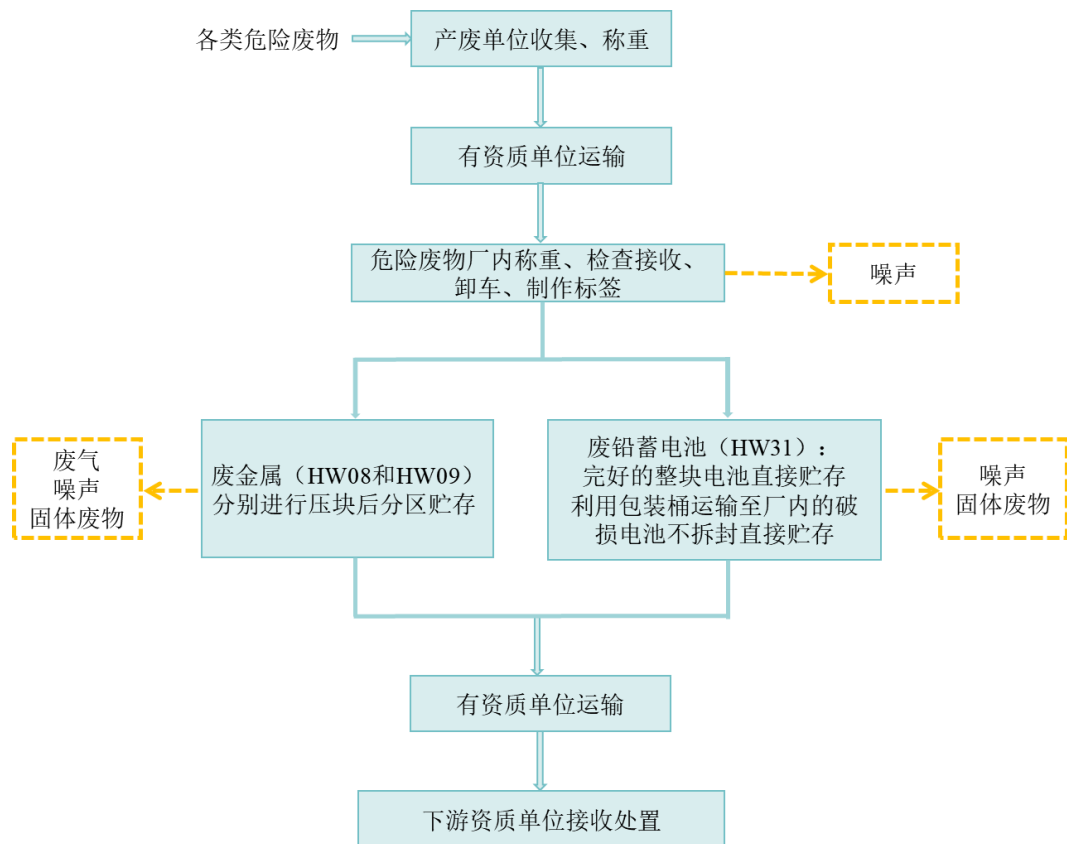 各类危险废物
产废单位收集、称重
有资质单位运输
危险废物厂内称重、检查接收、
卸车、制作标签
噪声
废气
噪声
固体废物
废金属（HW08和HW09）
分别进行压块后分区贮存
废铅蓄电池（HW31）：
完好的整块电池直接贮存
利用包装桶运输至厂内的破
损电池不拆封直接贮存
噪声
固体废物
有资质单位运输
下游资质单位接收处置